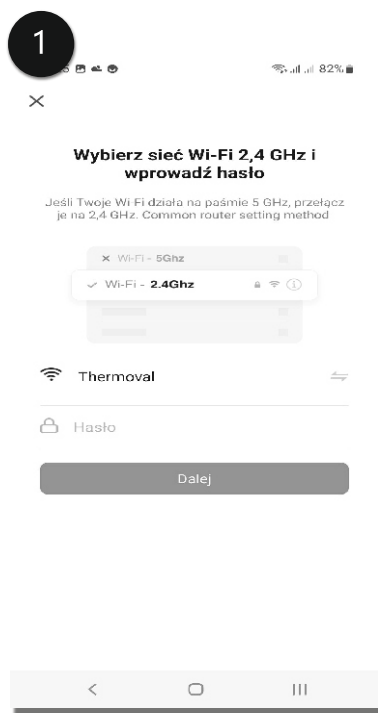 1
82%
Wybierz sieć Wi-Fi 2,4 GHz i
wprowadź hasło
Jeśli Twoje Wi-Fi działa na paśmie 5 GHz, przełącz
je na 2,4 GHz. Common router setting method
Wi-Fi - 5Ghz
Wi-Fi - 2.4Ghz
Thermoval
Hasło
Dalej